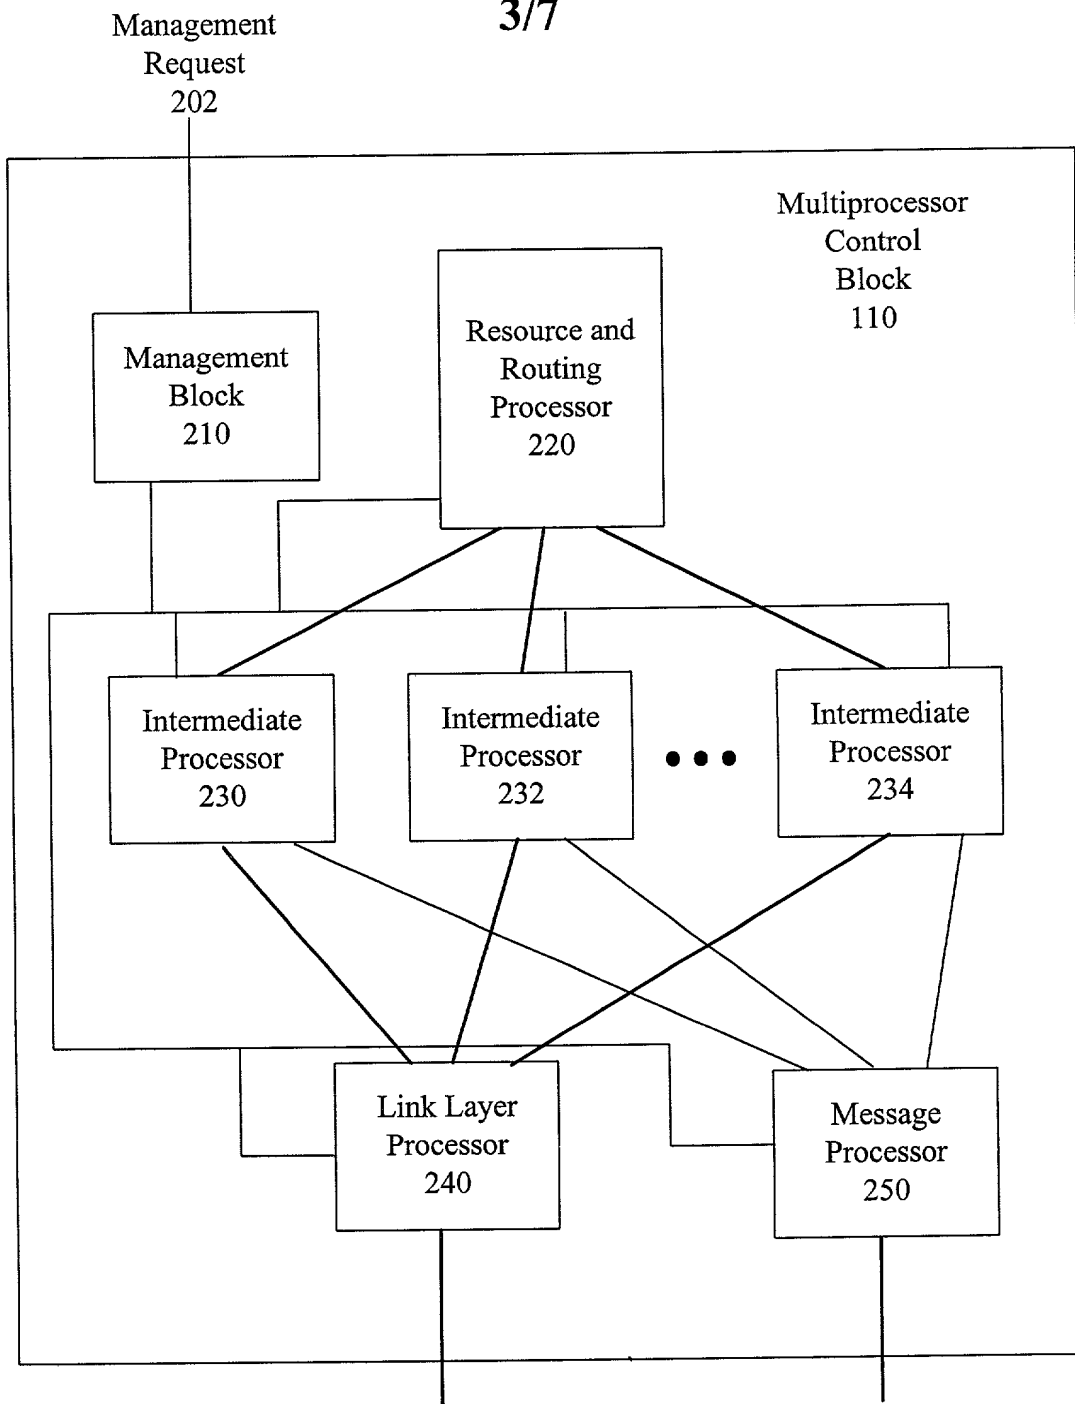 3/7
Management
Request
202
Multiprocessor
Control
Block
110
Management
Block
210
Resource and
Routing
Processor
220
Intermediate
Processor
230
Intermediate
Processor
232
Intermediate
Processor
234
Link Layer
Processor
240
Message
Processor
250